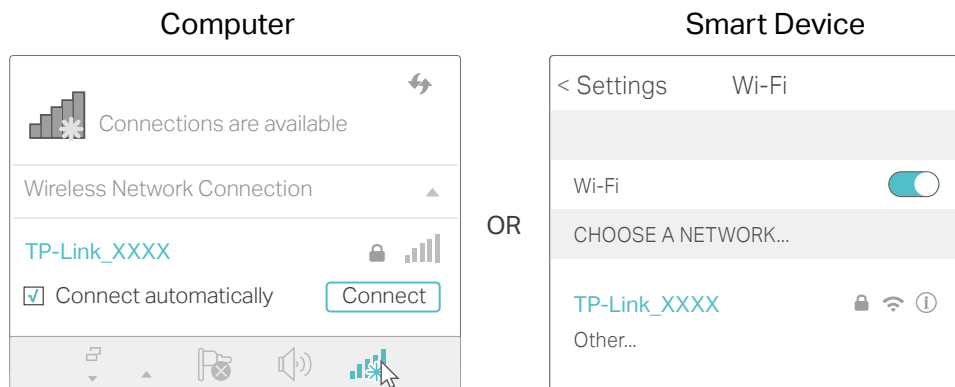 Computer
Smart Device
Connections are available
Wireless Network Connection
TP-Link_XXXX
Connect automatically
Connect
OR
< Settings
Wi-Fi
Wi-Fi
CHOOSE A NETWORK...
TP-Link_XXXX
Other...